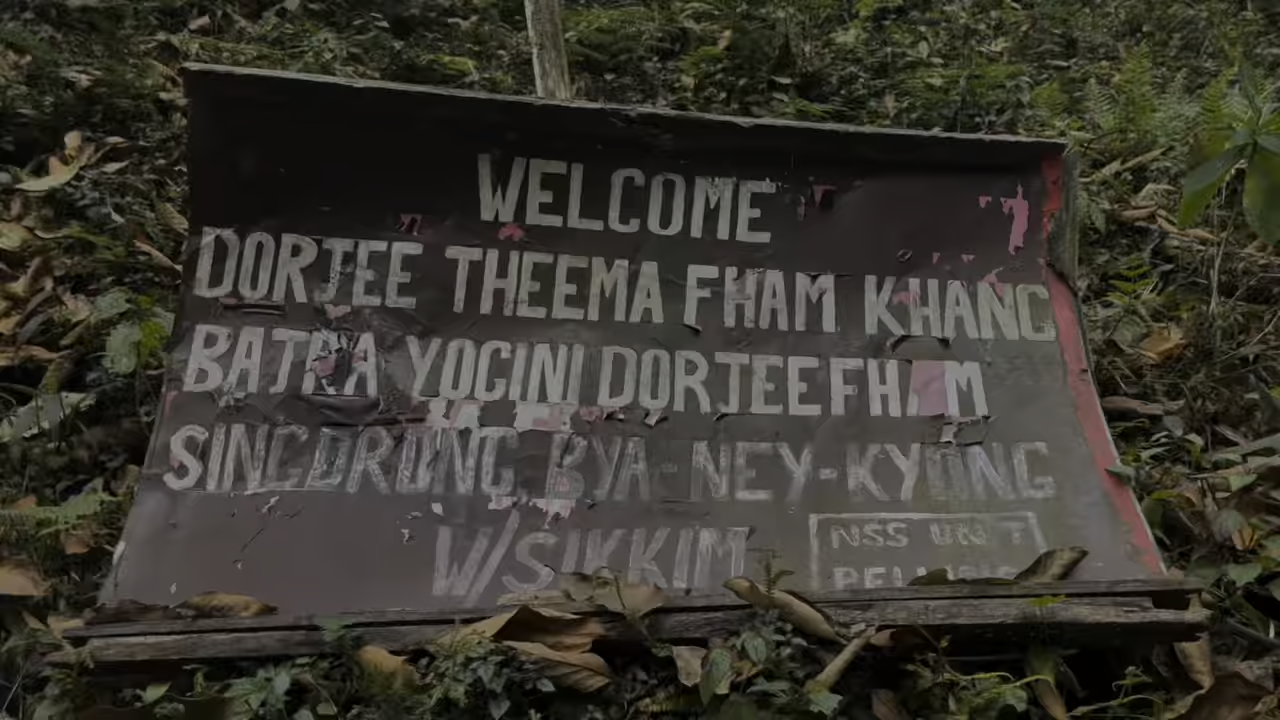 WELCOME
DORJEE THEEMA FHAM KHANG
BATRA YOGINI DORJEE FHAM
SINGDRONG BYA NEY-KYONG
W/SIKKIM
NSS UNIT